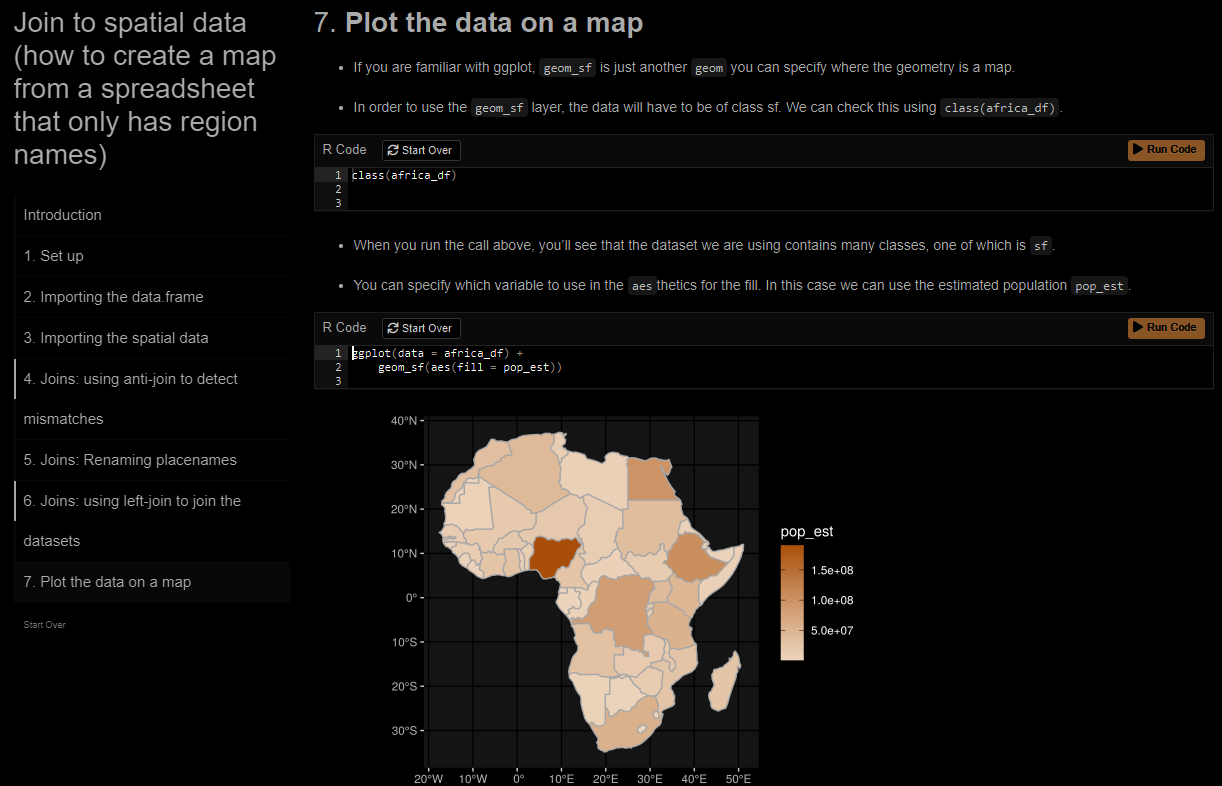 Join to spatial data
(how to create a map
from a spreadsheet
that only has region
names)
Introduction
1. Set up
2. Importing the data.frame
3. Importing the spatial data
4. Joins: using anti-join to detect
mismatches
5. Joins: Renaming placenames
6. Joins: using left-join to join the
datasets
7. Plot the data on a map
Start Over
7. Plot the data on a map
• If you are familiar with ggplot, geom_sf is just another geom you can specify where the geometry is a map.
• In order to use the geom_sf layer, the data will have to be of class sf. We can check this using class(africa_df).
R Code Start Over Run Code
1 class(africa_df)
2
3
• When you run the call above, you’ll see that the dataset we are using contains many classes, one of which is sf.
• You can specify which variable to use in the aesthetics for the fill. In this case we can use the estimated population pop_est.
R Code Start Over Run Code
1 ggplot(data = africa_df) +
2 geom_sf(aes(fill = pop_est))
3
40°N
30°N
20°N
10°N
0°
10°S
20°S
30°S
20°W 10°W 0° 10°E 20°E 30°E 40°E 50°E
pop_est
1.5e+08
1.0e+08
5.0e+07